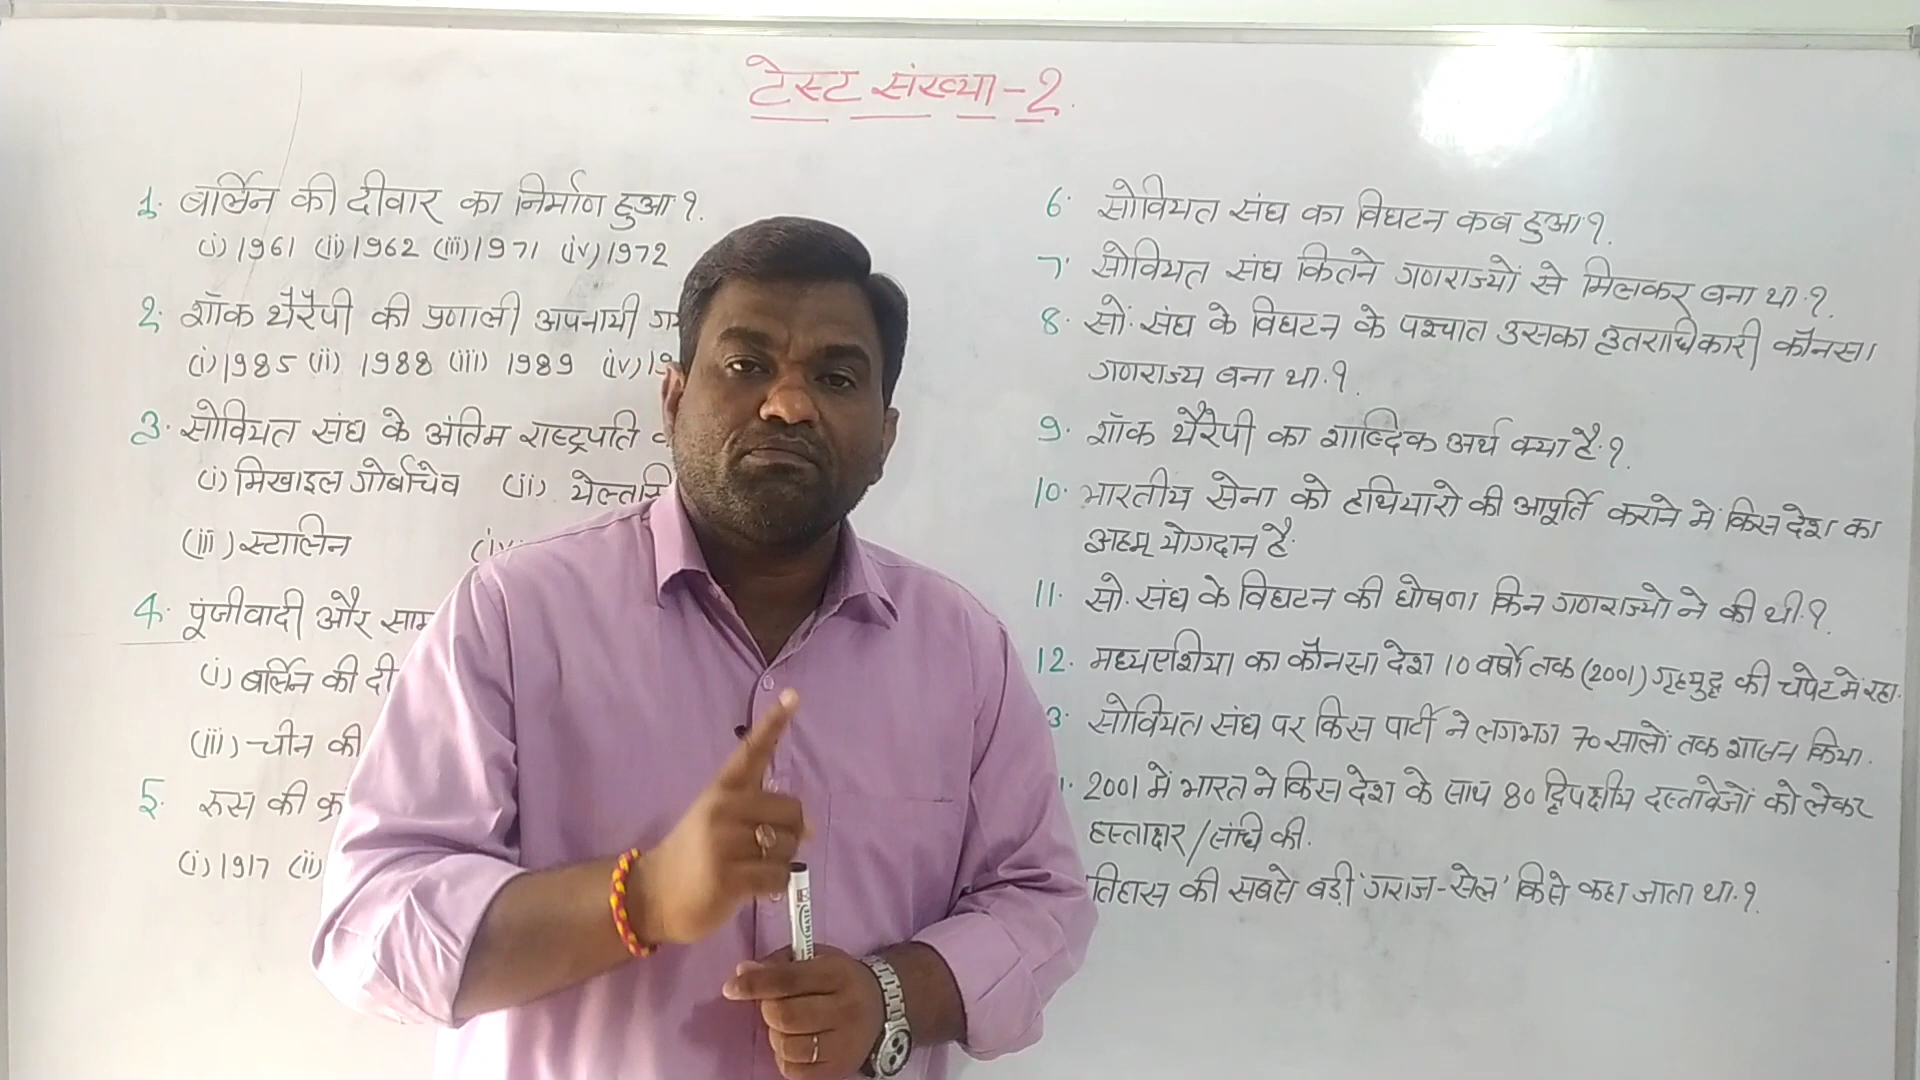 टेस्ट संख्या-2.
1. बर्लिन की दीवार का निर्माण हुआ?.
(i) 1961 (ii) 1962 (iii) 1971 (iv) 1972
2. शॉक थैरेपी की प्रणाली अपनायी
(i) 1985 (ii) 1988 (iii) 1989 (iv)
3. सोवियत संघ के अंतिम राष्ट्रपति
(i) मिखाइल गोर्बाचेव (ii)
(iii) स्टालिन
4. पूंजीवादी और
(i) बर्लिन की
(iii) चीन की
5. रूस की
(i) 1917 (ii)
6. सोवियत संघ का विघटन कब हुआ?.
7. सोवियत संघ कितने गणराज्यों से मिलकर बना था.?.
8. सो. संघ के विघटन के पश्चात उसका उतराधिकारी कौनसा
गणराज्य बना था.?.
9. शॉक थैरेपी का शाब्दिक अर्थ क्या है.?.
10. भारतीय सेना को हथियारो की आपूर्ति कराने में किस देश का
अहम् योगदान है.
11. सो. संघ के विघटन की घोषणा किन गणराज्यो ने की थी.?.
12. मध्यएशिया का कौनसा देश 10 वर्षों तक (2001) गृहयुद्ध की चपेट में रहा.
3. सोवियत संघ पर किस पार्टी ने लगभग 70 सालों तक शासन किया.
2001 में भारत ने किस देश के साथ 80 द्विपक्षीय दस्तावेजों को लेकर
हस्ताक्षर/संधि की.
की सबसे बड़ी 'गराज-सेल' किसे कहा जाता था.?.
WHITEMATE